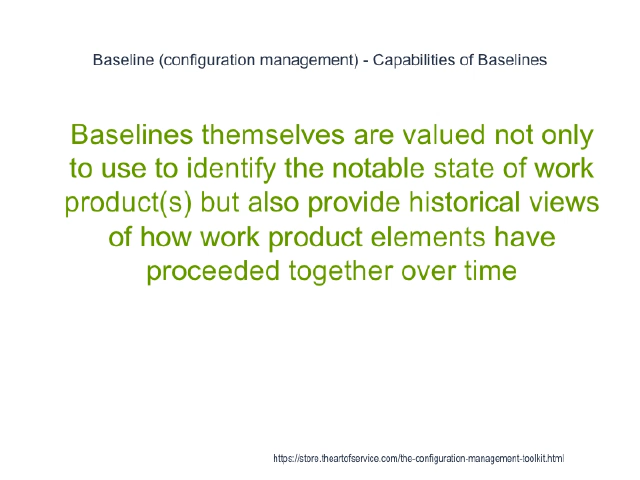 Baseline (configuration management) - Capabilities of Baselines
Baselines themselves are valued not only
to use to identify the notable state of work
product(s) but also provide historical views
of how work product elements have
proceeded together over time
https://store.theartofservice.com/the-configuration-management-toolkit.html